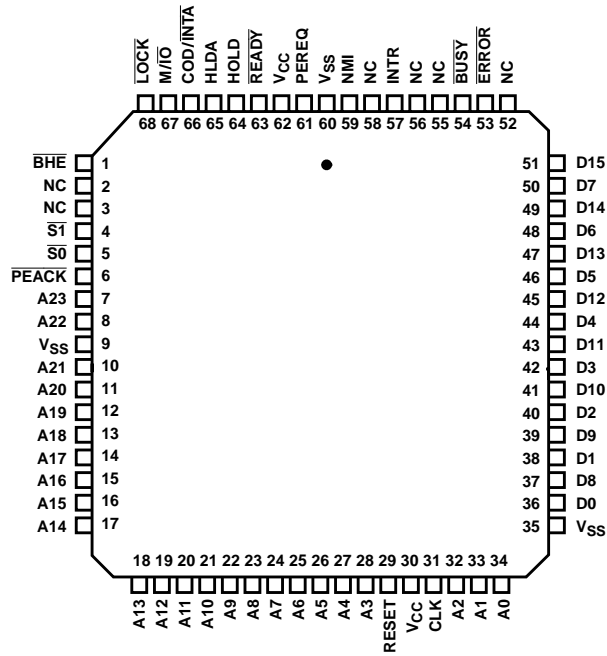 LOCK
M/IO
COD/INTA
HLDA
HOLD
READY
VCC
PEREQ
VSS
NMI
NC
INTR
NC
NC
BUSY
ERROR
NC
68 67 66 65 64 63 62 61 60 59 58 57 56 55 54 53 52
BHE 1
NC 2
NC 3
S1 4
S0 5
PEACK 6
A23 7
A22 8
VSS 9
A21 10
A20 11
A19 12
A18 13
A17 14
A16 15
A15 16
A14 17
51 D15
50 D7
49 D14
48 D6
47 D13
46 D5
45 D12
44 D4
43 D11
42 D3
41 D10
40 D2
39 D9
38 D1
37 D8
36 D0
35 VSS
18 19 20 21 22 23 24 25 26 27 28 29 30 31 32 33 34
A13
A12
A11
A10
A9
A8
A7
A6
A5
A4
A3
RESET
VCC
CLK
A2
A1
A0